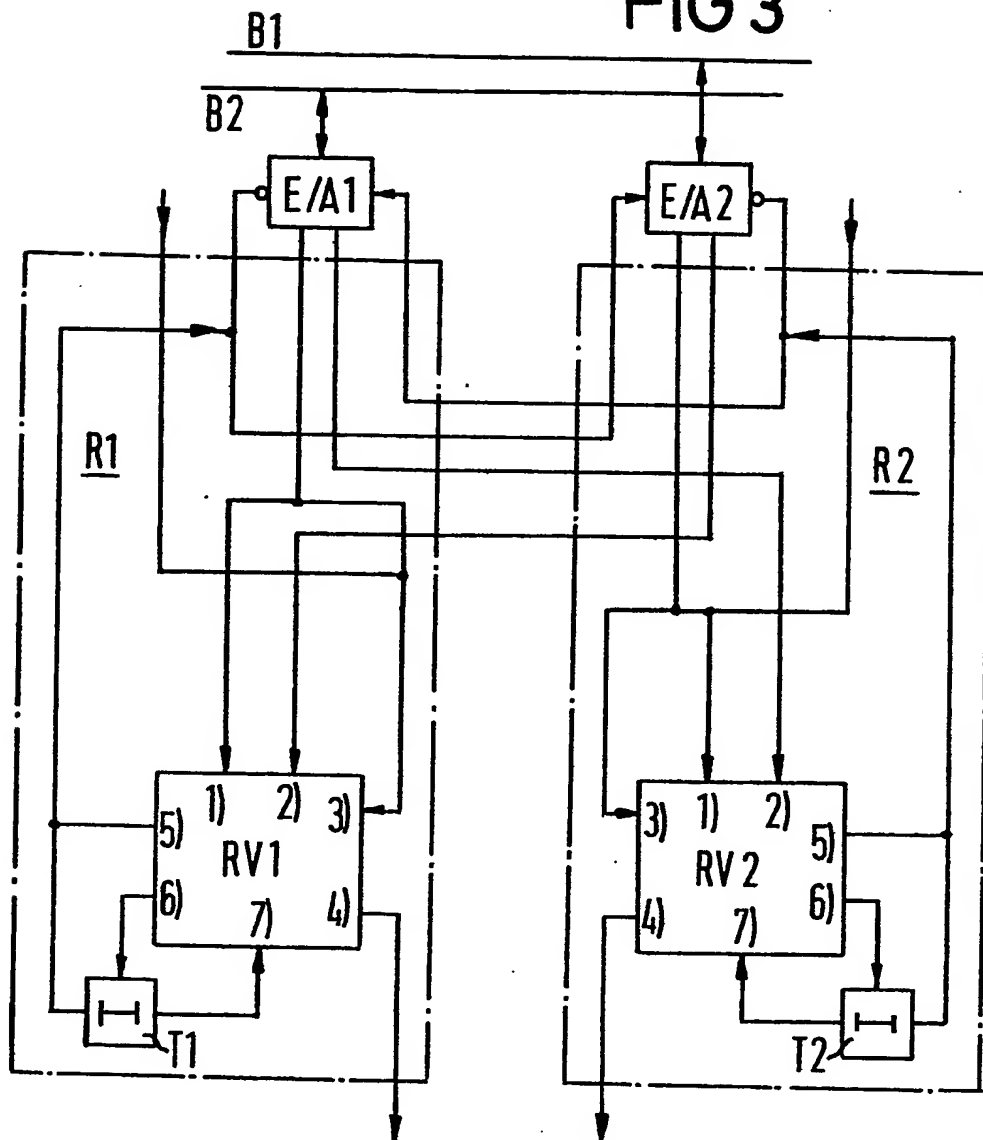 FIG 3
B1
B2
E/A1
E/A2
R1
R2
1) 2) 3)
5) RV1
6) 7) 4)
T1
3) 1) 2)
RV2 5)
4) 7) 6)
T2